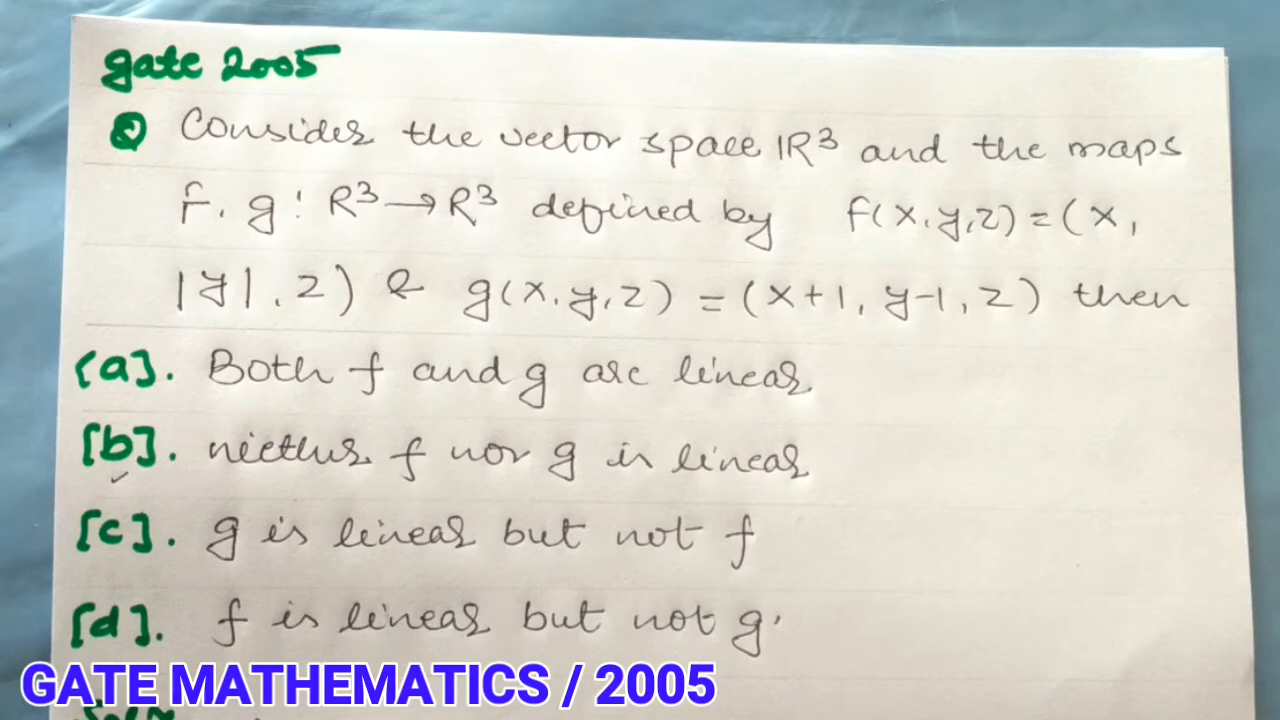 gate 2005
Q Consider the vector space IR³ and the maps
f, g: R³→R³ defined by f(x,y,z)=(x,
|y|, z) & g(x,y,z) = (x+1, y-1, z) then
[a]. Both f and g are linear
[b]. niether f nor g is linear
[c]. g is linear but not f
[d]. f is linear but not g.
GATE MATHEMATICS / 2005